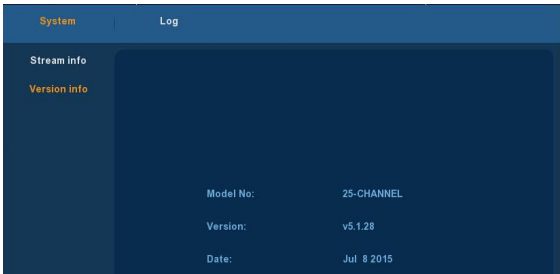 System Log
Stream info
Version info
Model No: 25-CHANNEL
Version: v5.1.28
Date: Jul 8 2015